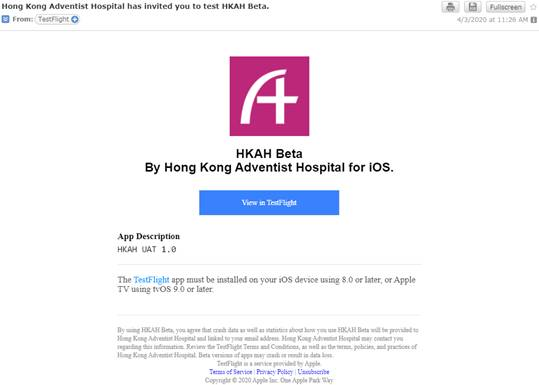 Hong Kong Adventist Hospital has invited you to test HKAH Beta.
Fullscreen
From: TestFlight
4/3/2020 at 11:26 AM
HKAH Beta
By Hong Kong Adventist Hospital for iOS.
View in TestFlight
App Description
HKAH UAT 1.0
The TestFlight app must be installed on your iOS device using 8.0 or later, or Apple
TV using tvOS 9.0 or later.
By using HKAH Beta, you agree that crash data as well as statistics about how you use HKAH Beta will be provided to
Hong Kong Adventist Hospital and linked to your email address. Hong Kong Adventist Hospital may contact you
regarding this information. Review the TestFlight Terms and Conditions, as well as the terms, policies, and practices of
Hong Kong Adventist Hospital. Beta versions of apps may crash or result in data loss.
TestFlight is a service provided by Apple.
Terms of Service | Privacy Policy | Unsubscribe
Copyright © 2020 Apple Inc. One Apple Park Way